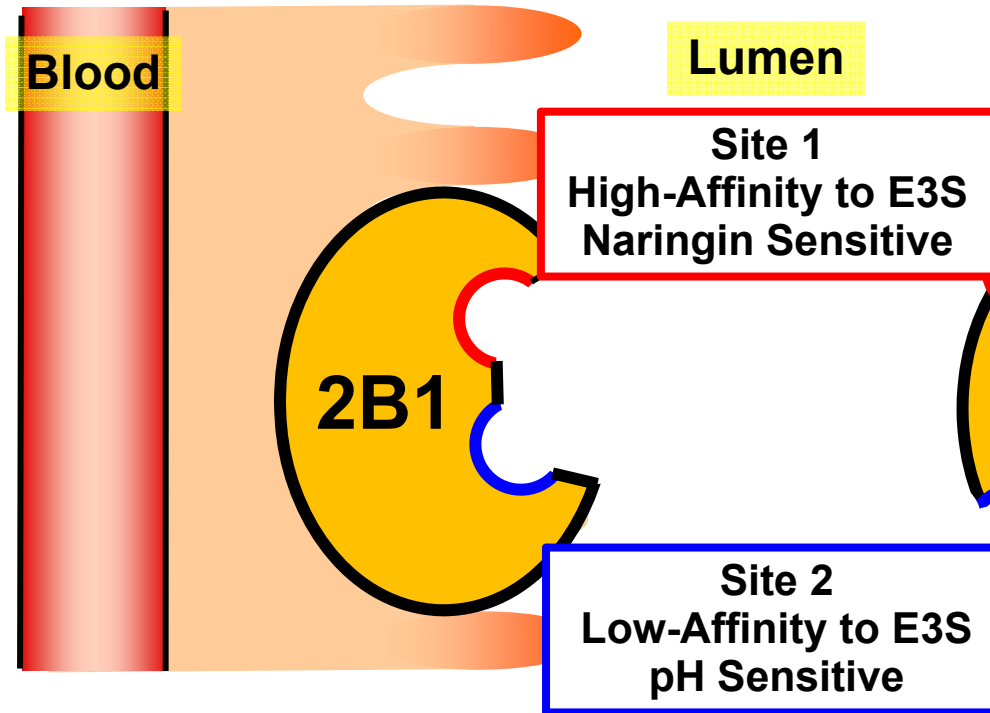 Blood
Lumen
Site 1
High-Affinity to E3S
Naringin Sensitive
2B1
Site 2
Low-Affinity to E3S
pH Sensitive